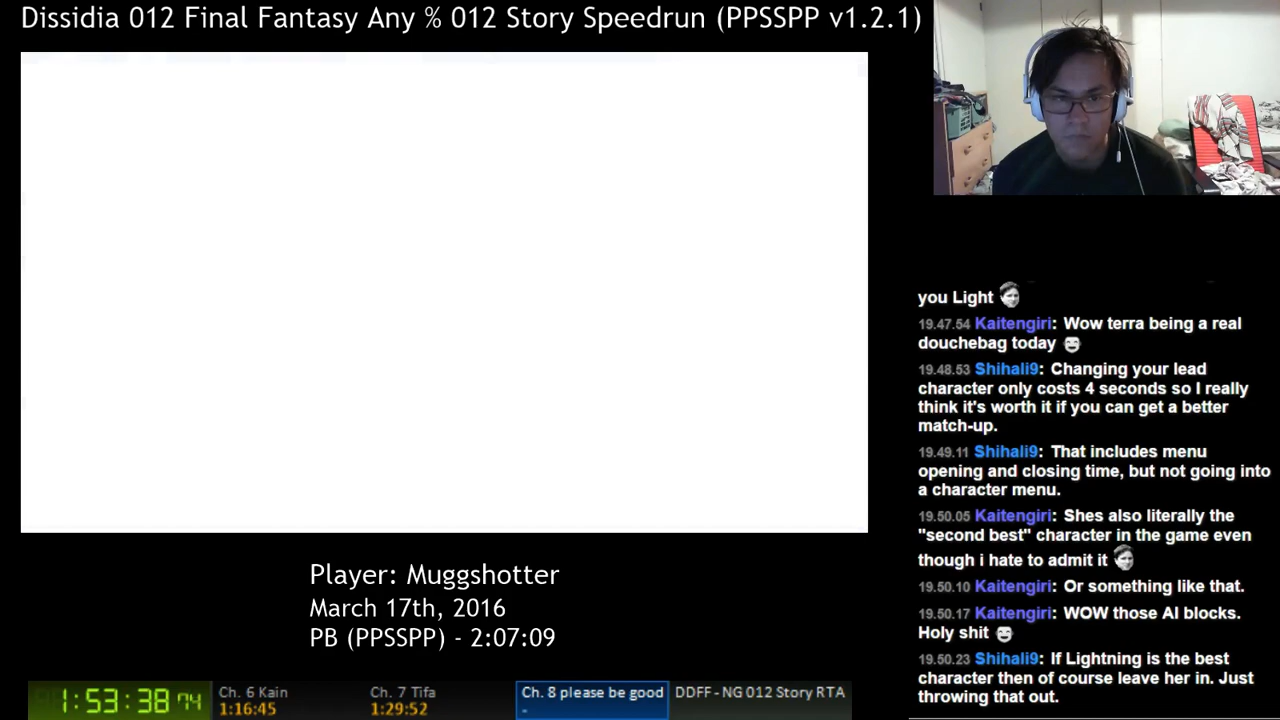 Dissidia 012 Final Fantasy Any % 012 Story Speedrun (PPSSPP v1.2.1)
you Light
19.47.54 Kaitengiri: Wow terra being a real
douchebag today
19.48.53 Shihali9: Changing your lead
character only costs 4 seconds so I really
think it's worth it if you can get a better
match-up.
19.49.11 Shihali9: That includes menu
opening and closing time, but not going into
a character menu.
19.50.05 Kaitengiri: Shes also literally the
"second best" character in the game even
though i hate to admit it
19.50.10 Kaitengiri: Or something like that.
19.50.17 Kaitengiri: WOW those AI blocks.
Holy shit
19.50.23 Shihali9: If Lightning is the best
character then of course leave her in. Just
throwing that out.
Player: Muggshotter
March 17th, 2016
PB (PPSSPP) - 2:07:09
1:53:38 74
Ch. 6 Kain
1:16:45
Ch. 7 Tifa
1:29:52
Ch. 8 please be good
-
DDFF - NG 012 Story RTA